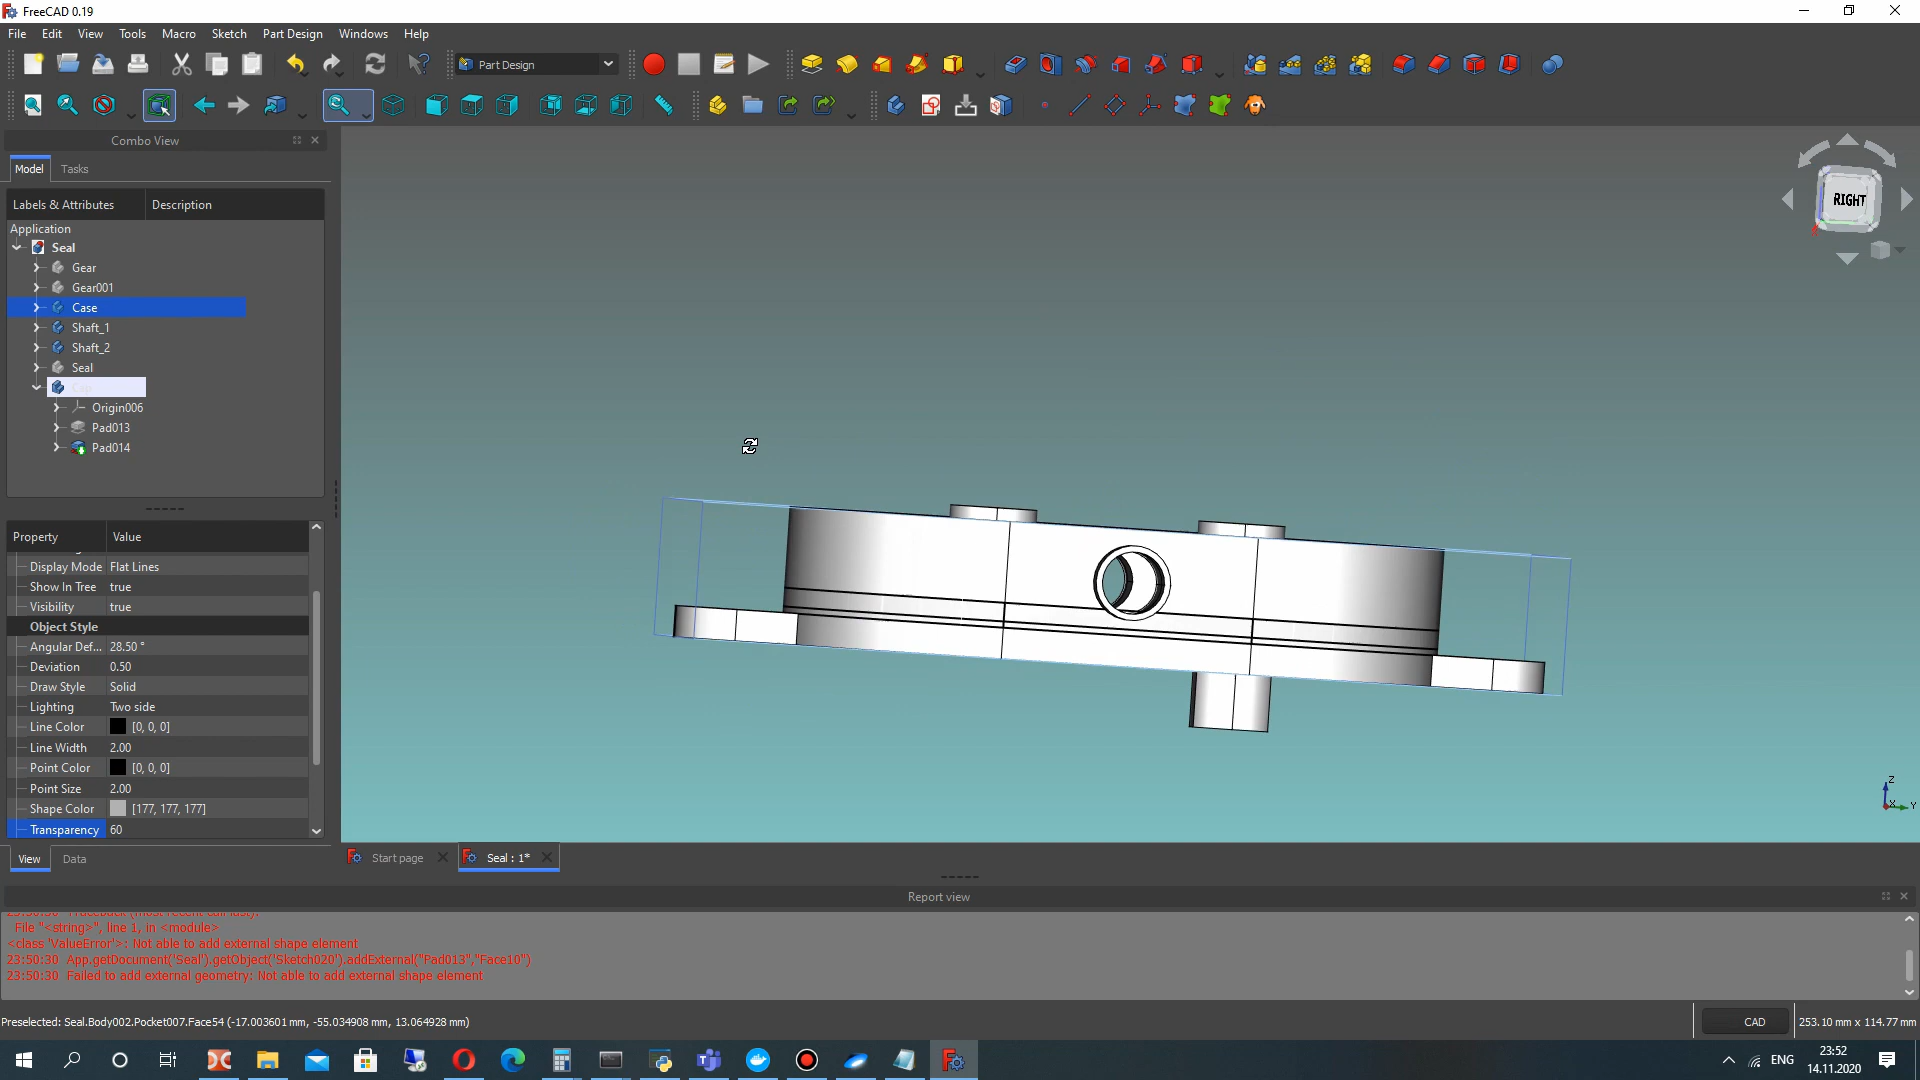 FreeCAD 0.19
File Edit View Tools Macro Sketch Part Design Windows Help
Part Design
Combo View
Model Tasks
Labels & Attributes Description
Application
Seal
Gear
Gear001
Case
Shaft_1
Shaft_2
Seal
Origin006
Pad013
Pad014
RIGHT
Property Value
Display Mode Flat Lines
Show In Tree true
Visibility true
Object Style
Angular Def... 28.50 °
Deviation 0.50
Draw Style Solid
Lighting Two side
Line Color [0, 0, 0]
Line Width 2.00
Point Color [0, 0, 0]
Point Size 2.00
Shape Color [177, 177, 177]
Transparency 60
Z
X Y
View Data
Start page Seal : 1*
Report view
File "<string>", line 1, in <module>
<class 'ValueError'>: Not able to add external shape element
23:50:30 App.getDocument('Seal').getObject('Sketch020').addExternal("Pad013","Face10")
23:50:30 Failed to add external geometry: Not able to add external shape element
Preselected: Seal.Body002.Pocket007.Face54 (-17.003601 mm, -55.034908 mm, 13.064928 mm)
CAD
253.10 mm x 114.77 mm
ENG
23:52
14.11.2020